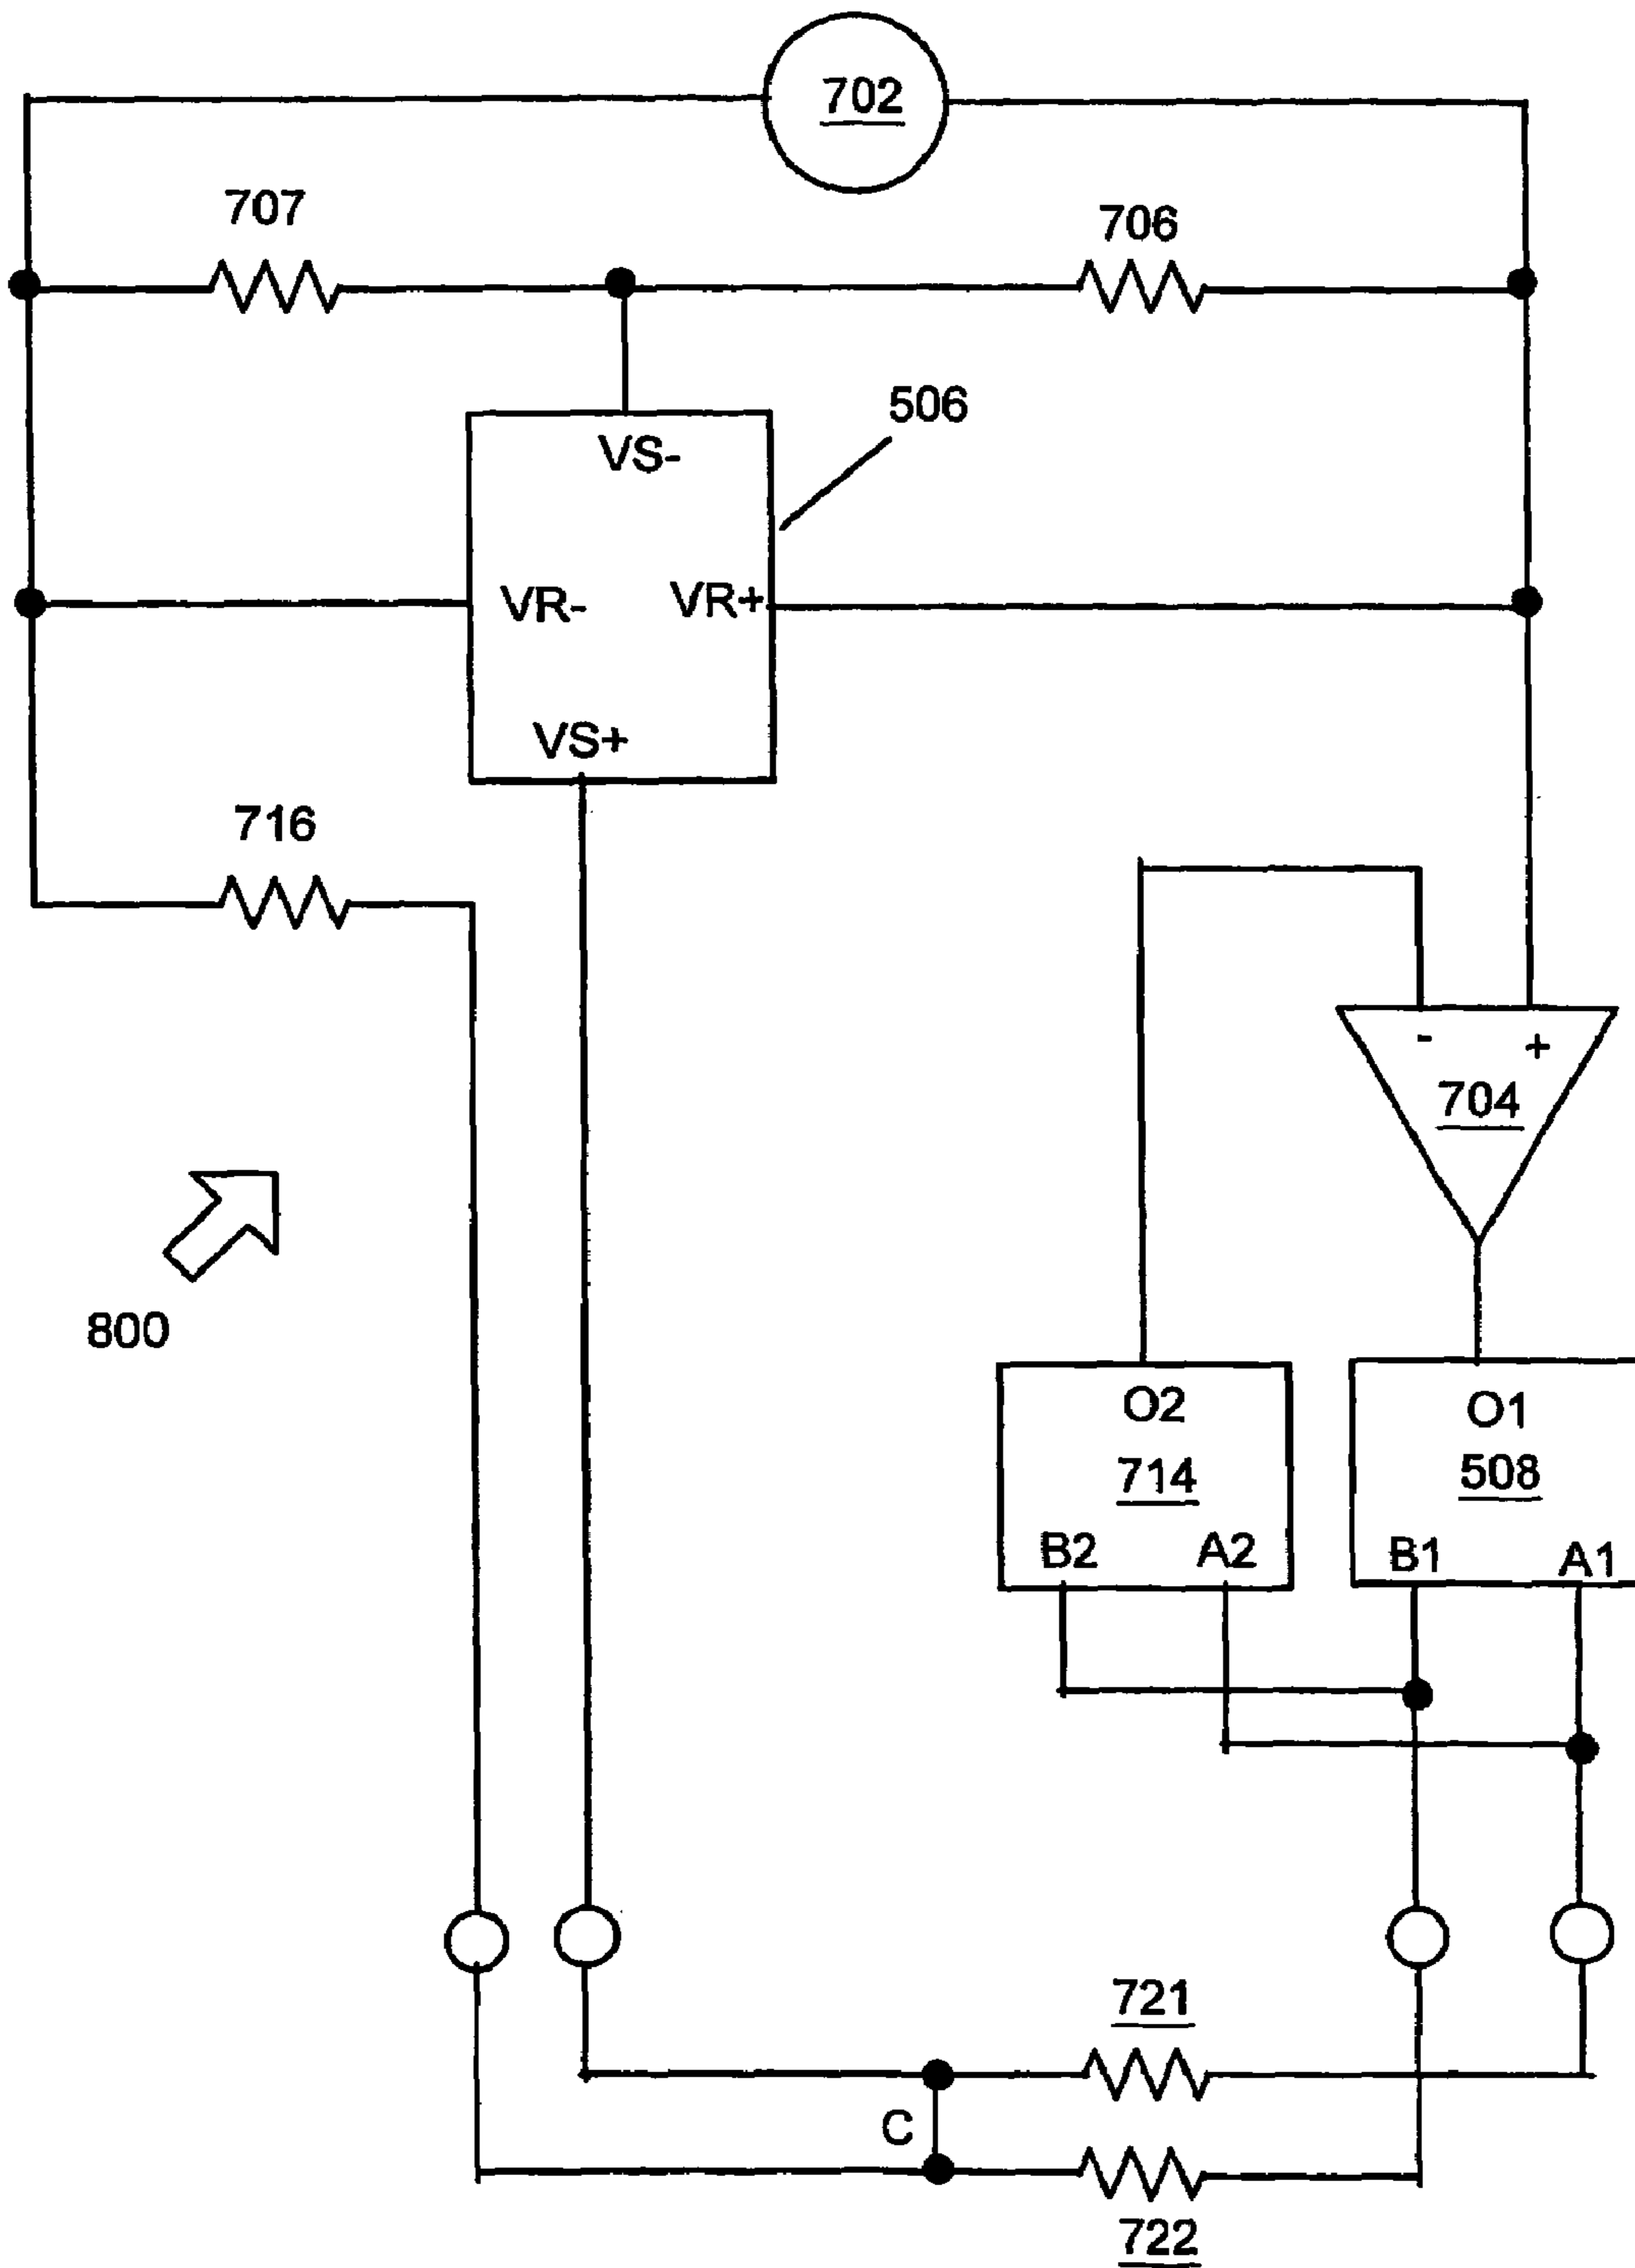 702
707
706
506
VS-
VR-
VR+
VS+
716
- +
704
800
O2
O1
714
508
B2
A2
B1
A1
721
C
722